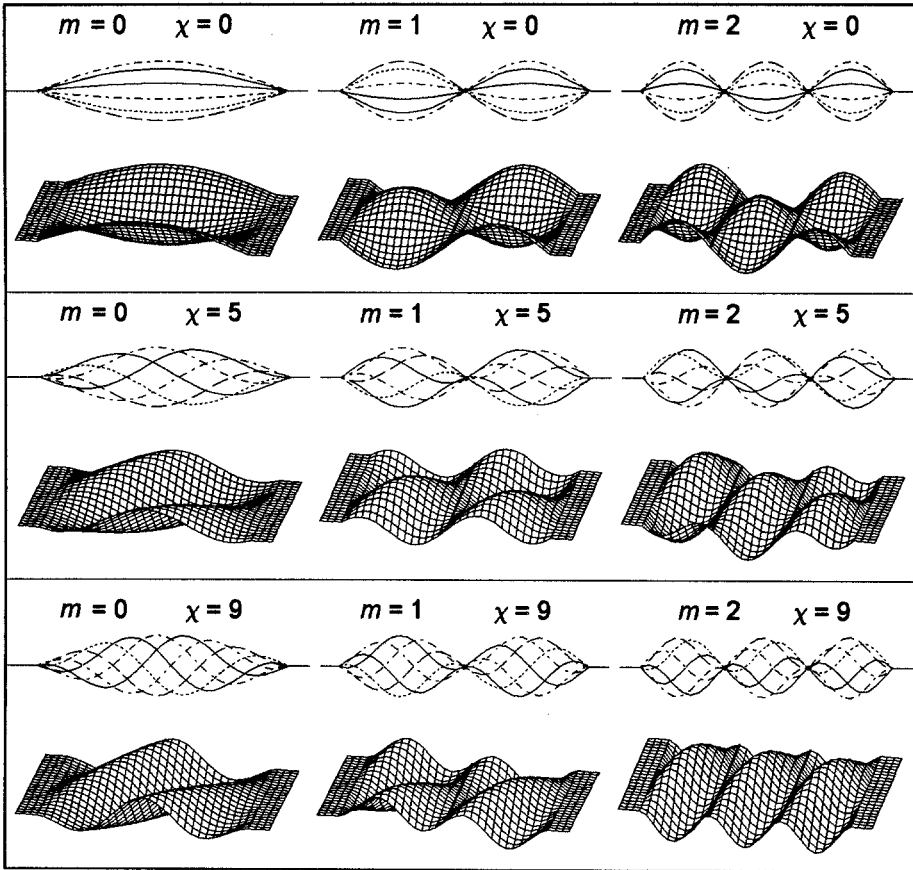 m = 0 χ = 0
m = 1 χ = 0
m = 2 χ = 0
m = 0 χ = 5
m = 1 χ = 5
m = 2 χ = 5
m = 0 χ = 9
m = 1 χ = 9
m = 2 χ = 9